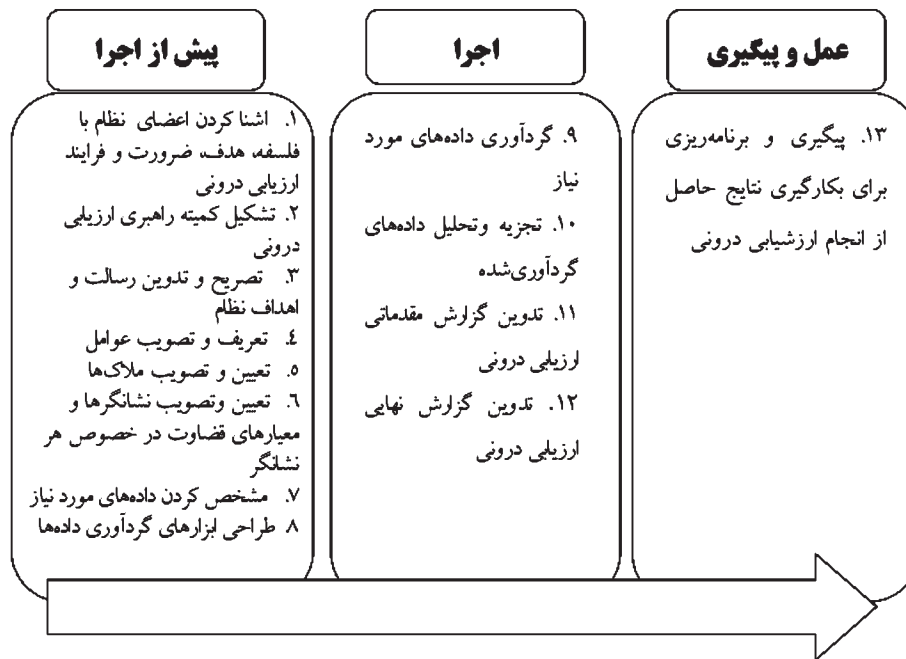 پیش از اجرا
۱. اشنا کردن اعضای نظام با
فلسفه، هدف، ضرورت و فرایند
ارزیابی درونی
۲. تشکیل کمیته راهبری ارزیابی
درونی
۳. تصریح و تدوین رسالت و
اهداف نظام
٤. تعریف و تصویب عوامل
٥. تعیین و تصویب ملاک‌ها
٦. تعیین وتصویب نشانگرها و
معیارهای قضاوت در خصوص هر
نشانگر
۷. مشخص کردن داده‌های مورد نیاز
۸ طراحی ابزارهای گردآوری داده‌ها
اجرا
۹. گردآوری داده‌های مورد
نیاز
۱۰. تجزیه وتحلیل داده‌های
گردآوری‌شده
۱۱. تدوین گزارش مقدماتی
ارزیابی درونی
۱۲. تدوین گزارش نهایی
ارزیابی درونی
عمل و پیگیری
۱۳. پیگیری و برنامه‌ریزی
برای بکارگیری نتایج حاصل
از انجام ارزشیابی درونی